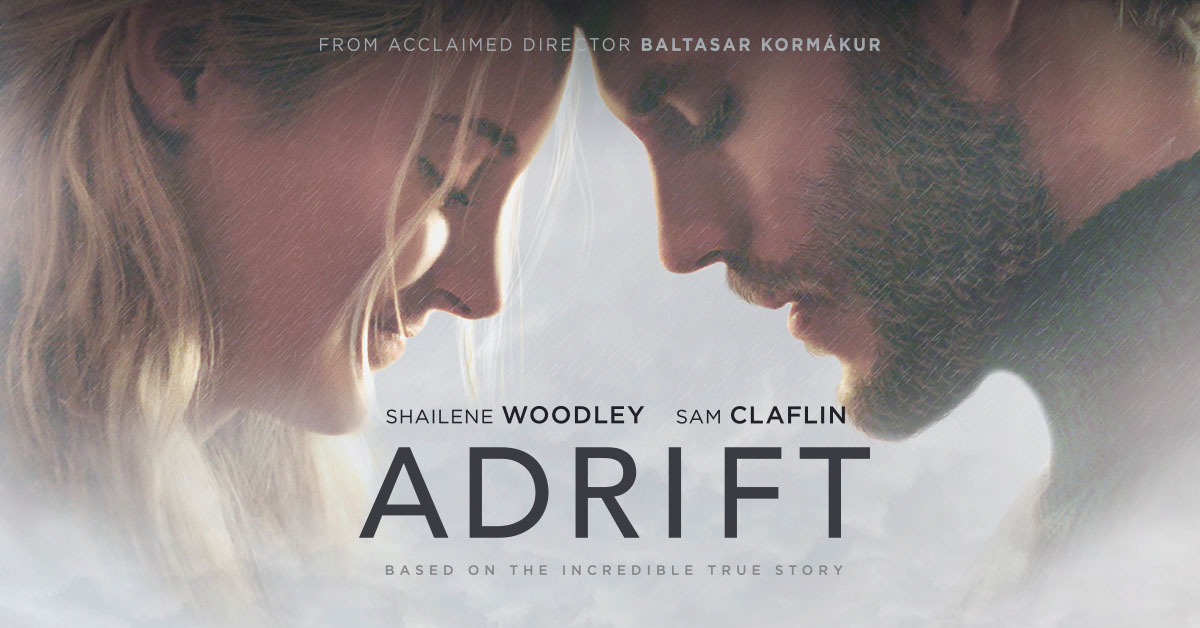 FROM ACCLAIMED DIRECTOR BALTASAR KORMÁKUR
SHAILENE WOODLEY SAM CLAFLIN
ADRIFT
BASED ON THE INCREDIBLE TRUE STORY